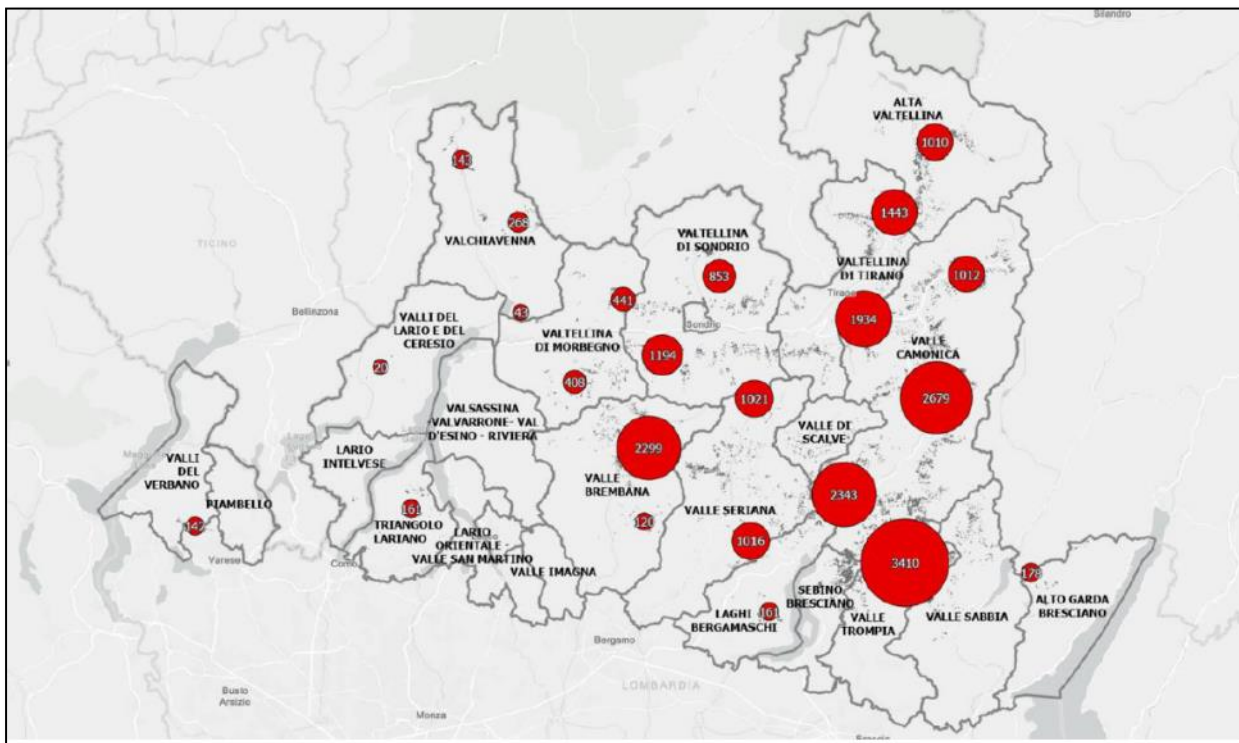 Silandro
ALTA
VALTELLINA
1010
143
1443
268
VALCHIAVENNA
VALTELLINA
DI SONDRIO
TICINO
853
VALTELLINA
DI TIRANO
1012
441
Tirano
43
Bellinzona
VALLI DEL
LARIO E DEL
CERESIO
1934
Sondrio
VALTELLINA
DI MORBEGNO
VALLE
CAMONICA
1194
20
408
2679
1021
VALSASSINA
-VALVARRONE- VAL
D'ESINO - RIVIERA
VALLE DI
SCALVE
LARIO
INTELVESE
2299
VALLI
DEL
VERBANO
VALLE
BREMBANA
2343
PIAMBELLO
161
120
VALLE SERIANA
142
TRIANGOLO
LARIANO
LARIO
ORIENTALE -
VALLE SAN MARTINO
1016
Varese
Como
VALLE IMAGNA
3410
178
SEBINO
BRESCIANO
ALTO GARDA
BRESCIANO
161
LAGHI
BERGAMASCHI
VALLE
TROMPIA
VALLE SABBIA
Bergamo
LOMBARDIA
Busto
Arsizio
Monza